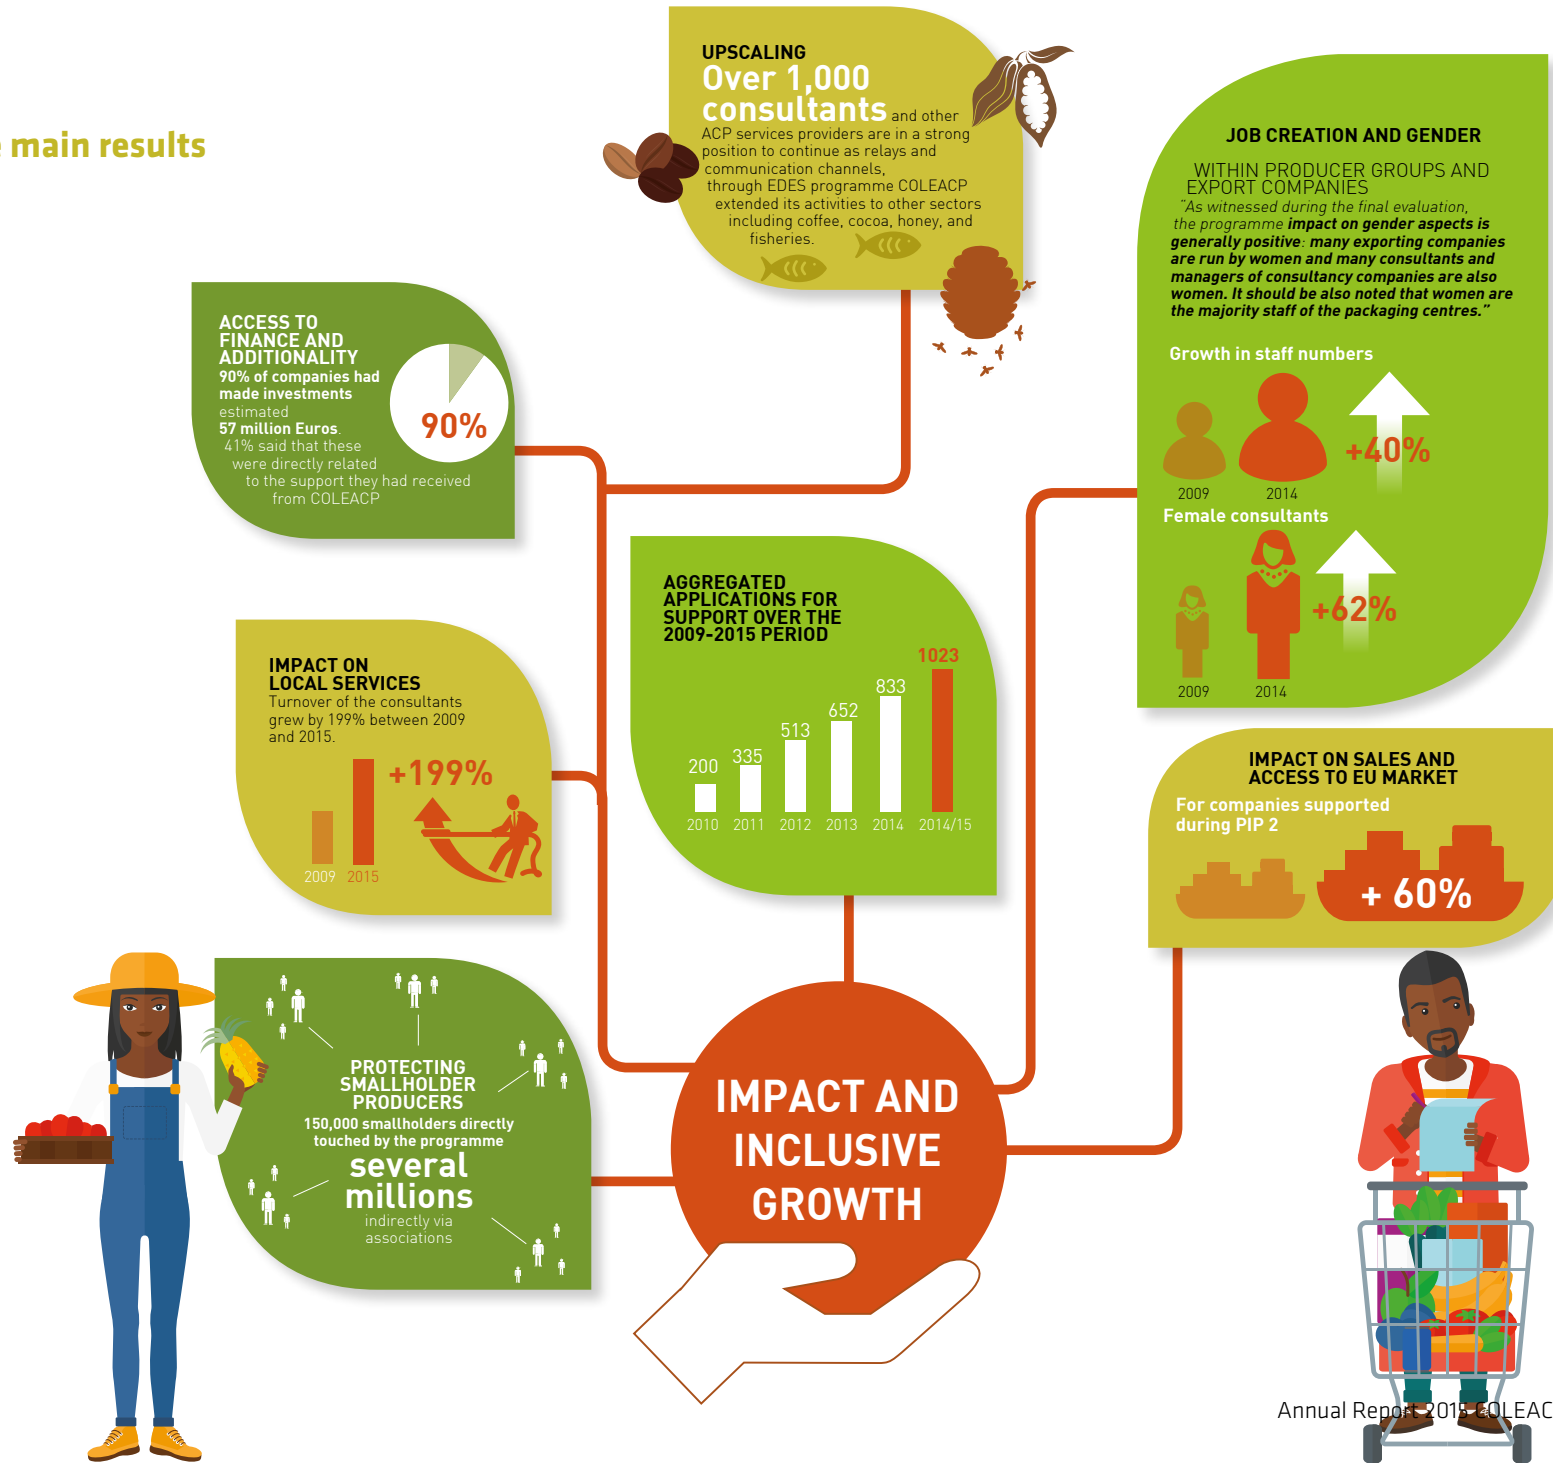 main results
UPSCALING
Over 1,000
consultants and other
ACP services providers are in a strong
position to continue as relays and
communication channels,
through EDES programme COLEACP
extended its activities to other sectors
including coffee, cocoa, honey, and
fisheries.
JOB CREATION AND GENDER
WITHIN PRODUCER GROUPS AND
EXPORT COMPANIES
"As witnessed during the final evaluation,
the programme impact on gender aspects is
generally positive: many exporting companies
are run by women and many consultants and
managers of consultancy companies are also
women. It should be also noted that women are
the majority staff of the packaging centres."
Growth in staff numbers
+40%
2009 2014
Female consultants
+62%
2009 2014
ACCESS TO
FINANCE AND
ADDITIONALITY
90% of companies had
made investments
estimated
57 million Euros.
41% said that these
were directly related
to the support they had received
from COLEACP
90%
AGGREGATED
APPLICATIONS FOR
SUPPORT OVER THE
2009-2015 PERIOD
200 335 513 652 833 1023
2010 2011 2012 2013 2014 2014/15
IMPACT ON
LOCAL SERVICES
Turnover of the consultants
grew by 199% between 2009
and 2015.
+199%
2009 2015
IMPACT ON SALES AND
ACCESS TO EU MARKET
For companies supported
during PIP 2
+ 60%
PROTECTING
SMALLHOLDER
PRODUCERS
150,000 smallholders directly
touched by the programme
several
millions
indirectly via
associations
IMPACT AND
INCLUSIVE
GROWTH
Annual Report 2015 COLEAC